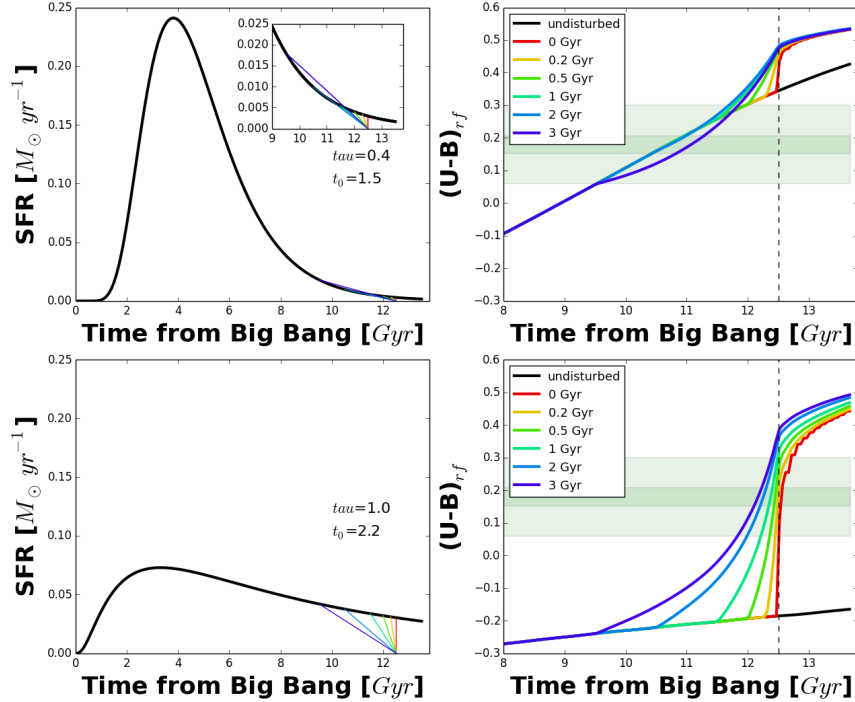 0.25
0.20
0.15
0.10
0.05
0.00
SFR [M⊙ yr⁻¹]
0.025
0.020
0.015
0.010
0.005
0.000
9 10 11 12 13
tau=0.4
t₀=1.5
0 2 4 6 8 10 12
Time from Big Bang [Gyr]
0.6
0.5
0.4
0.3
0.2
0.1
0.0
−0.1
−0.2
−0.3
(U-B)rf
undisturbed
0 Gyr
0.2 Gyr
0.5 Gyr
1 Gyr
2 Gyr
3 Gyr
8 9 10 11 12 13
Time from Big Bang [Gyr]
0.25
0.20
0.15
0.10
0.05
0.00
SFR [M⊙ yr⁻¹]
tau=1.0
t₀=2.2
0 2 4 6 8 10 12
Time from Big Bang [Gyr]
0.6
0.5
0.4
0.3
0.2
0.1
0.0
−0.1
−0.2
−0.3
(U-B)rf
undisturbed
0 Gyr
0.2 Gyr
0.5 Gyr
1 Gyr
2 Gyr
3 Gyr
8 9 10 11 12 13
Time from Big Bang [Gyr]